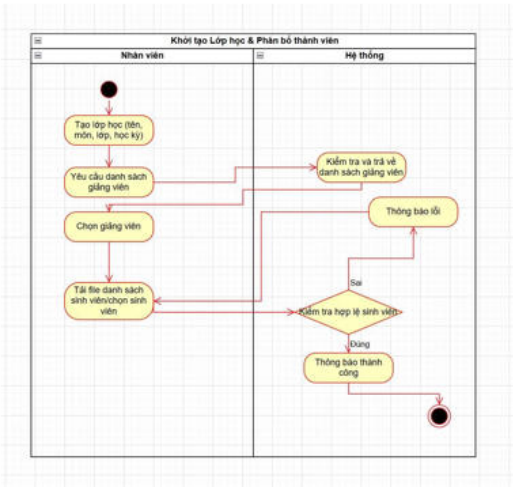 Khởi tạo Lớp học & Phân bổ thành viên
Nhân viên
Hệ thống
Tạo lớp học (tên,
môn, lớp, học kỳ)
Yêu cầu danh sách
giảng viên
Kiểm tra và trả về
danh sách giảng viên
Chọn giảng viên
Thông báo lỗi
Tải file danh sách
sinh viên/chọn sinh
viên
Sai
Kiểm tra hợp lệ sinh viên
Đúng
Thông báo thành
công